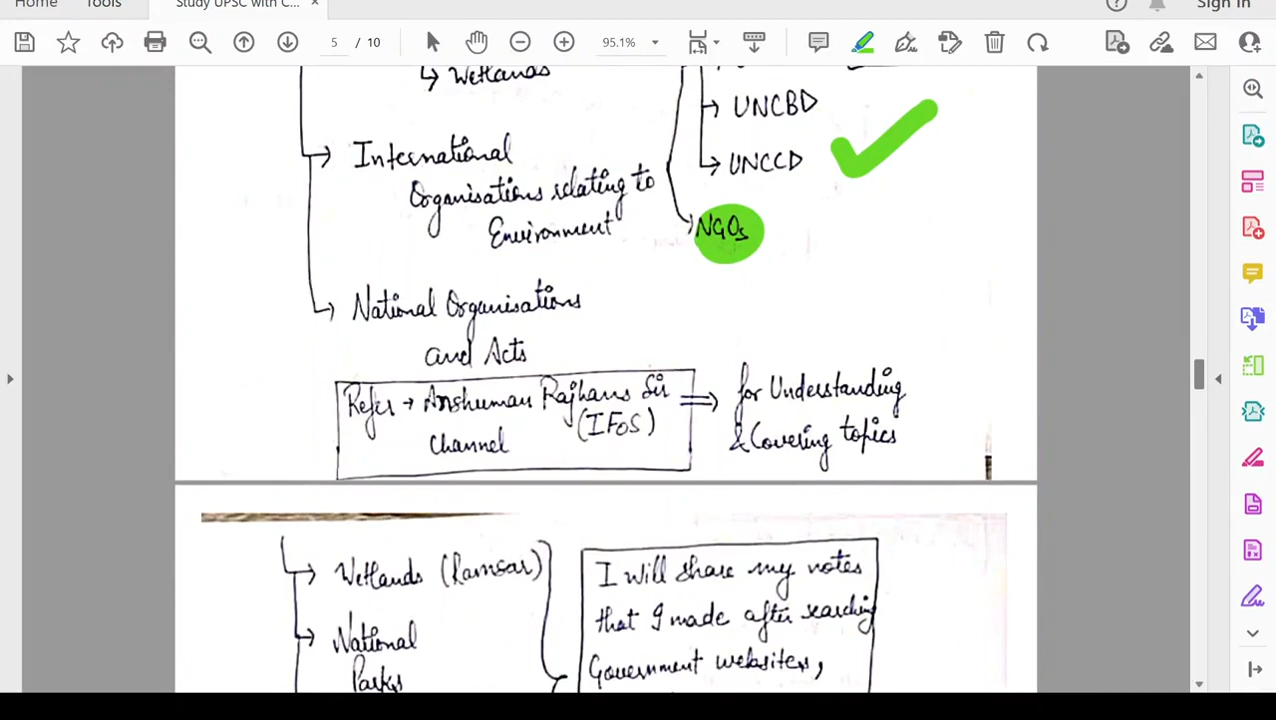 Home
Tools
Study UPSC with C... ×
Sign In
5 / 10
95.1%
↳ Wetlands
→ UNCBD
→ UNCCD
→ International
Organisations relating to
Environment
NGOs
→ National Organisations
and Acts
Refer → Anshuman Rajhans Sir
(IFoS)
Channel
⇒ for Understanding
& Covering topics
→ Wetlands (Ramsar)
→ National
Parks
I will share my notes
that I made after searching
Government websites,